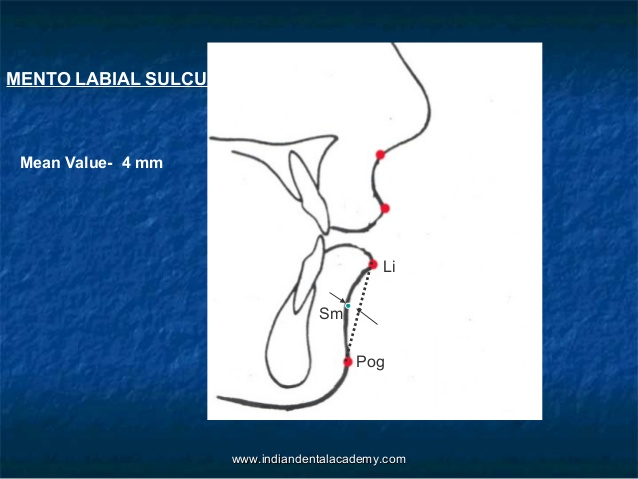 MENTO LABIAL SULCU
Mean Value- 4 mm
Li
Sm
Pog
www.indiandentalacademy.com